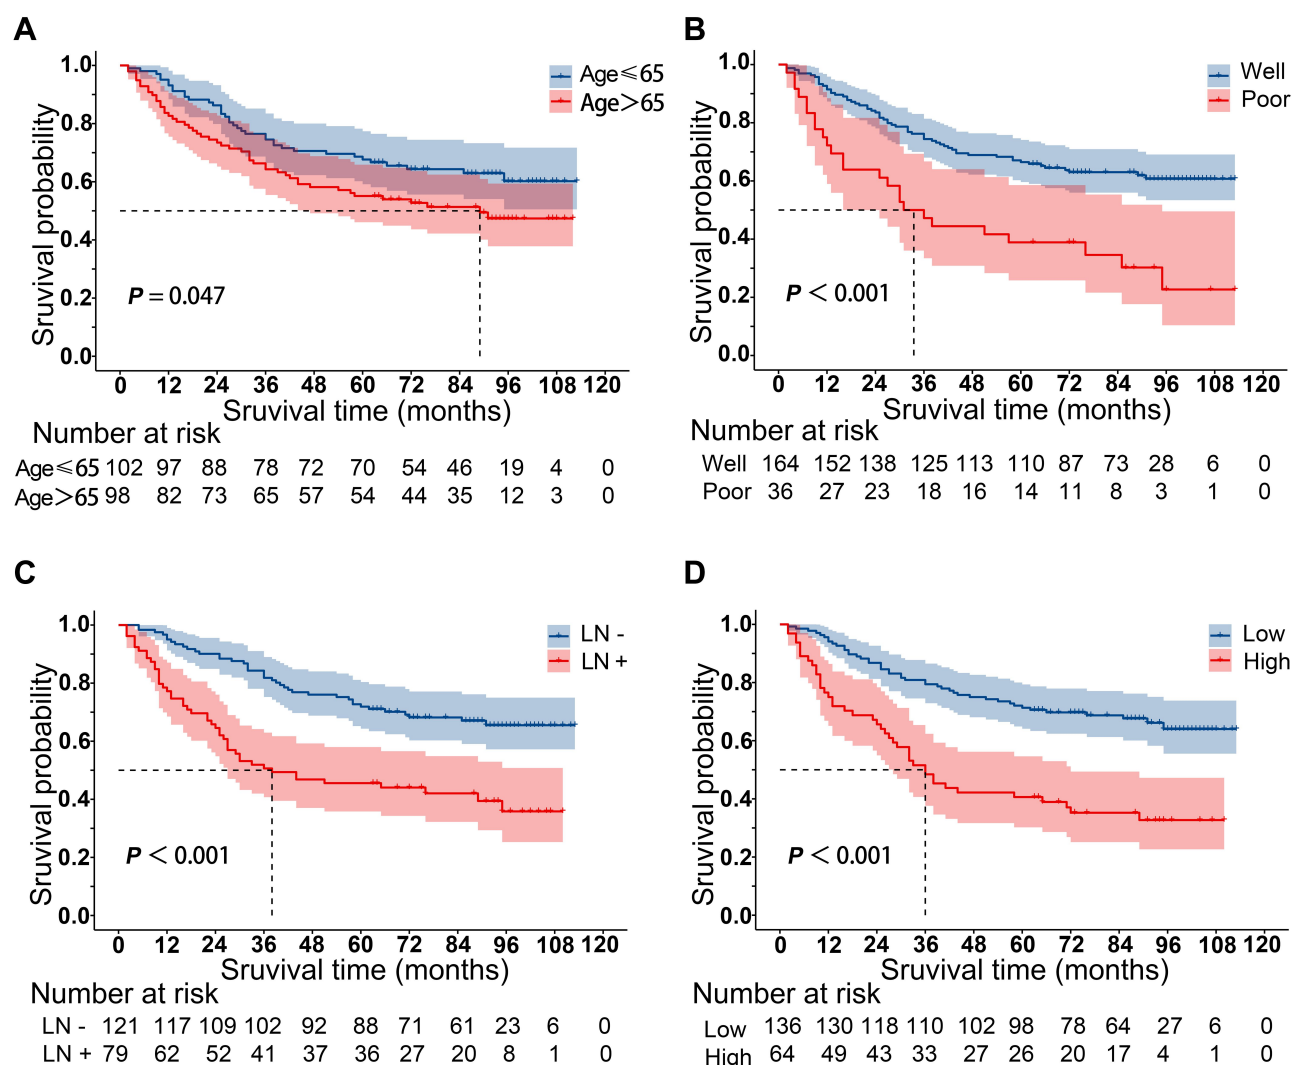 A
Sruvival probability
1.0
0.8
0.6
0.4
0.2
0.0
Age⩽65
Age>65
P = 0.047
0 12 24 36 48 60 72 84 96 108 120
Sruvival time (months)
Number at risk
Age⩽65 102 97 88 78 72 70 54 46 19 4 0
Age>65 98 82 73 65 57 54 44 35 12 3 0
B
Sruvival probability
1.0
0.8
0.6
0.4
0.2
0.0
Well
Poor
P < 0.001
0 12 24 36 48 60 72 84 96 108 120
Sruvival time (months)
Number at risk
Well 164 152 138 125 113 110 87 73 28 6 0
Poor 36 27 23 18 16 14 11 8 3 1 0
C
Sruvival probability
1.0
0.8
0.6
0.4
0.2
0.0
LN -
LN +
P < 0.001
0 12 24 36 48 60 72 84 96 108 120
Sruvival time (months)
Number at risk
LN - 121 117 109 102 92 88 71 61 23 6 0
LN + 79 62 52 41 37 36 27 20 8 1 0
D
Sruvival probability
1.0
0.8
0.6
0.4
0.2
0.0
Low
High
P < 0.001
0 12 24 36 48 60 72 84 96 108 120
Sruvival time (months)
Number at risk
Low 136 130 118 110 102 98 78 64 27 6 0
High 64 49 43 33 27 26 20 17 4 1 0